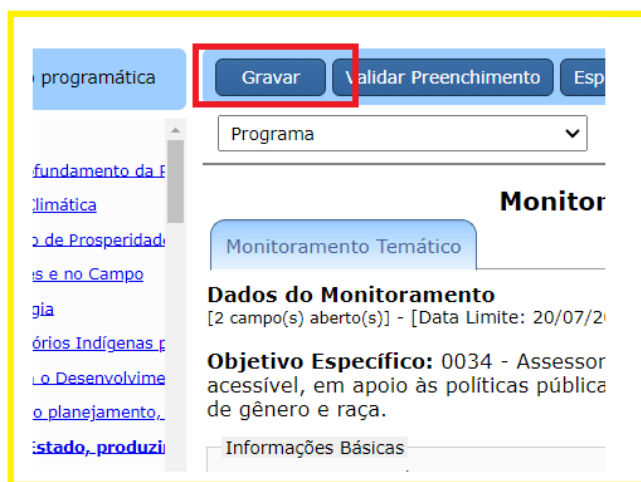 programática
Gravar
Validar Preenchimento
Esp
Programa
fundamento da
Climática
de Prosperidad
s e no Campo
gia
órios Indígenas
o Desenvolvime
o planejamento,
Estado, produzi
Monitor
Monitoramento Temático
Dados do Monitoramento
[2 campo(s) aberto(s)] - [Data Limite: 20/07/2
Objetivo Específico: 0034 - Assessor
acessível, em apoio às políticas pública
de gênero e raça.
Informações Básicas